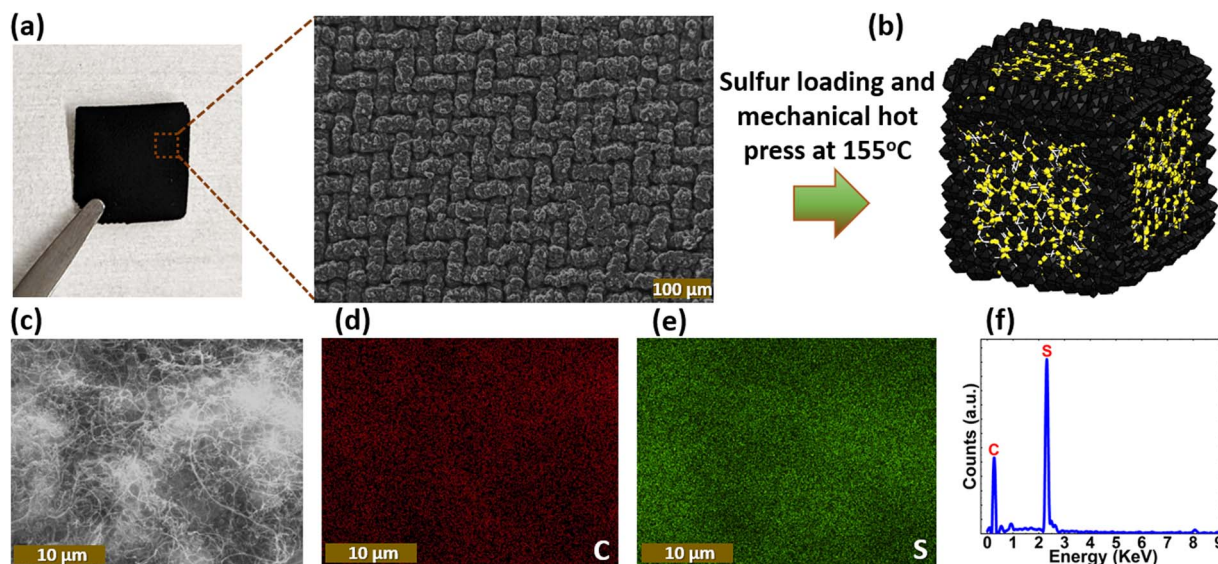 (a)
100 μm
Sulfur loading and
mechanical hot
press at 155°C
(b)
(c)
10 μm
(d)
10 μm
C
(e)
10 μm
S
(f)
Counts (a.u.)
C
S
0 1 2 3 4 5 6 7 8 9
Energy (KeV)